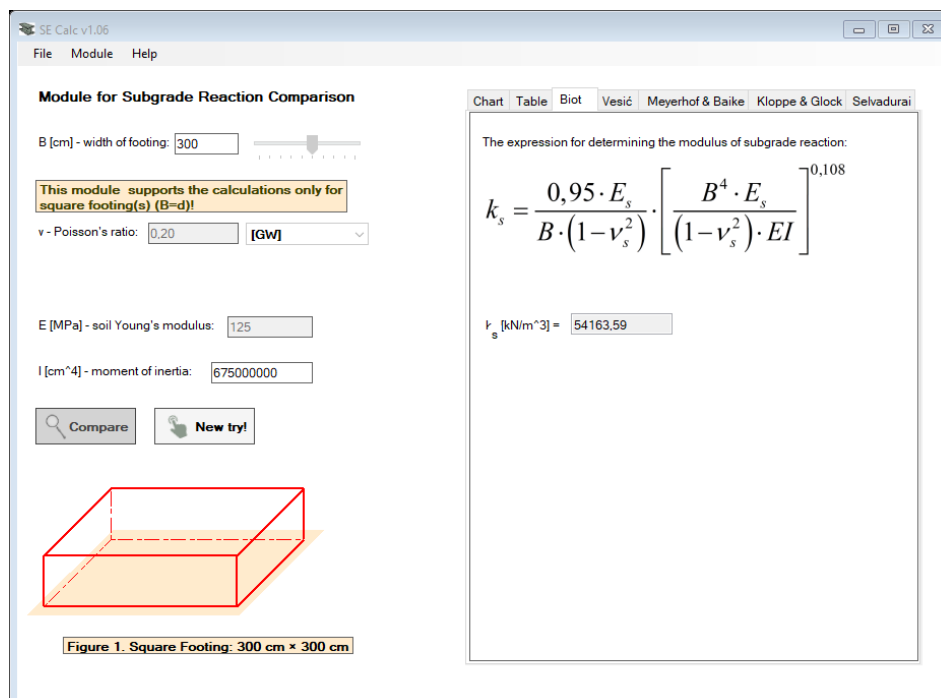 SE Calc v1.06
File Module Help
Module for Subgrade Reaction Comparison
B [cm] - width of footing: 300
This module supports the calculations only for
square footing(s) (B=d)!
ν - Poisson's ratio: 0,20 [GW]
E [MPa] - soil Young's modulus: 125
I [cm^4] - moment of inertia: 675000000
Compare New try!
Figure 1. Square Footing: 300 cm × 300 cm
Chart Table Biot Vesić Meyerhof & Baike Kloppe & Glock Selvadurai
The expression for determining the modulus of subgrade reaction:
k_s = 0,95 · E_s / B · (1 − ν_s^2) · [B^4 · E_s / (1 − ν_s^2) · EI]^0,108
k_s [kN/m^3] = 54163,59